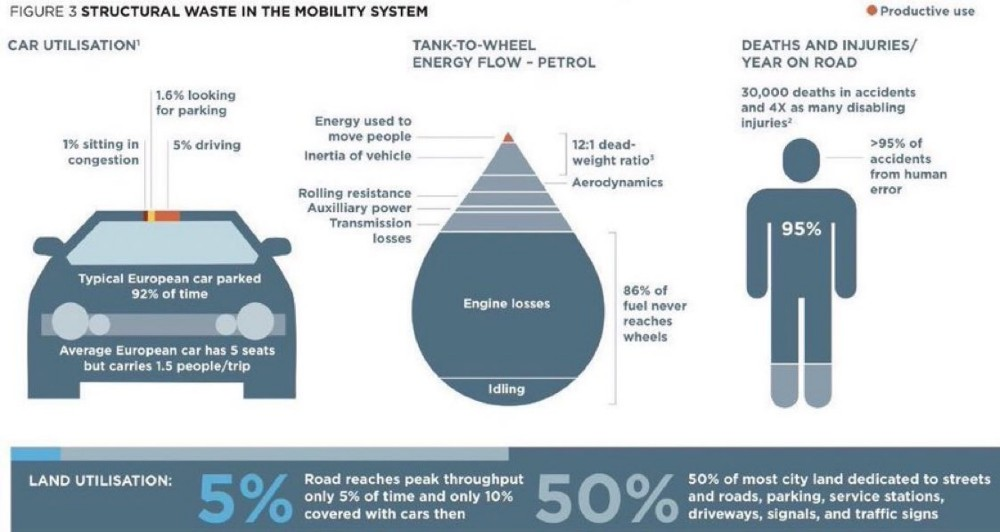 FIGURE 3 STRUCTURAL WASTE IN THE MOBILITY SYSTEM
Productive use
CAR UTILISATION¹
1.6% looking
for parking
1% sitting in
congestion
5% driving
Typical European car parked
92% of time
Average European car has 5 seats
but carries 1.5 people/trip
TANK-TO-WHEEL
ENERGY FLOW – PETROL
Energy used to
move people
Inertia of vehicle
12:1 dead-
weight ratio³
Aerodynamics
Rolling resistance
Auxilliary power
Transmission
losses
Engine losses
86% of
fuel never
reaches
wheels
Idling
DEATHS AND INJURIES/
YEAR ON ROAD
30,000 deaths in accidents
and 4X as many disabling
injuries²
>95% of
accidents
from human
error
95%
LAND UTILISATION:
5%
Road reaches peak throughput
only 5% of time and only 10%
covered with cars then
50%
50% of most city land dedicated to streets
and roads, parking, service stations,
driveways, signals, and traffic signs